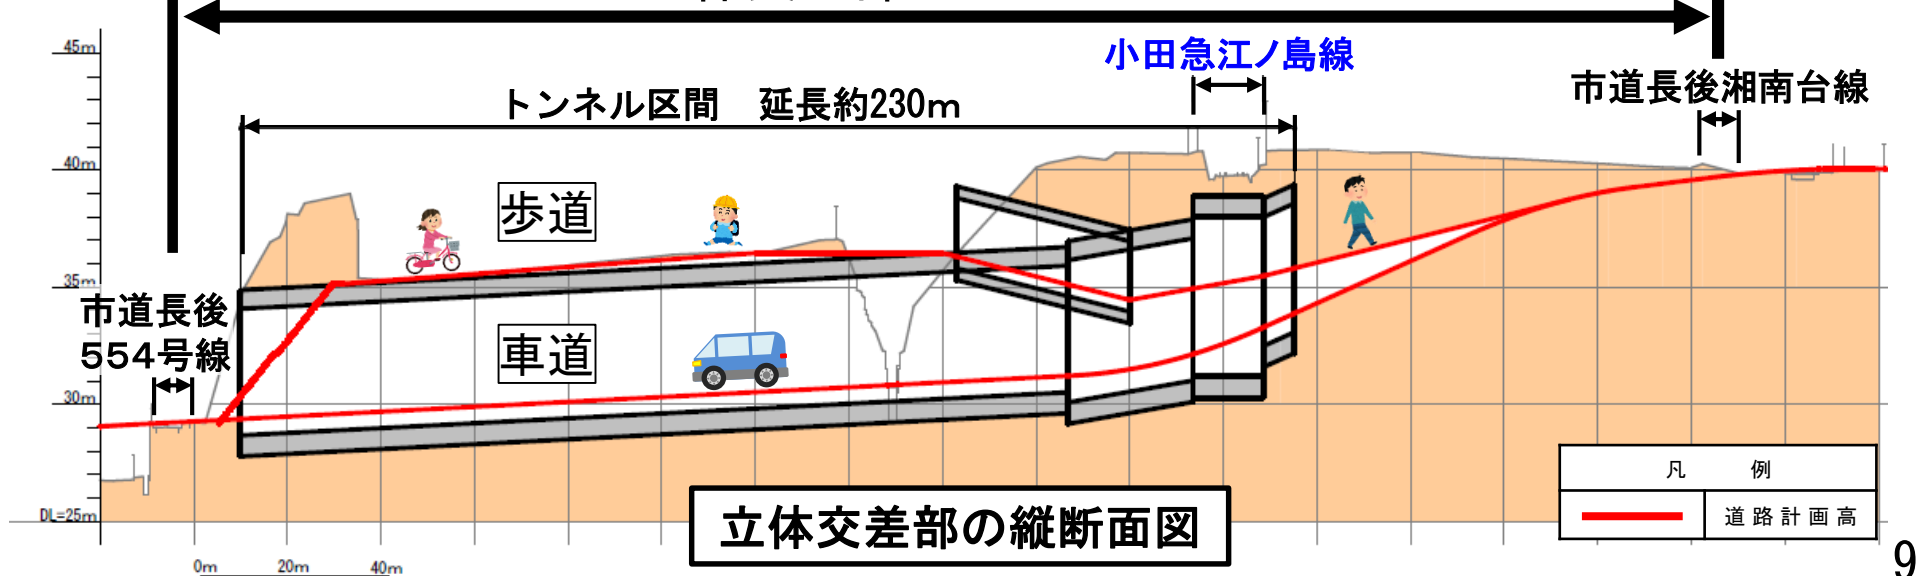 45m
小田急江ノ島線
市道長後湘南台線
トンネル区間 延長約230m
40m
歩道
35m
市道長後
554号線
車道
30m
凡 例
道路計画高
DL=25m
立体交差部の縦断面図
0m 20m 40m
9